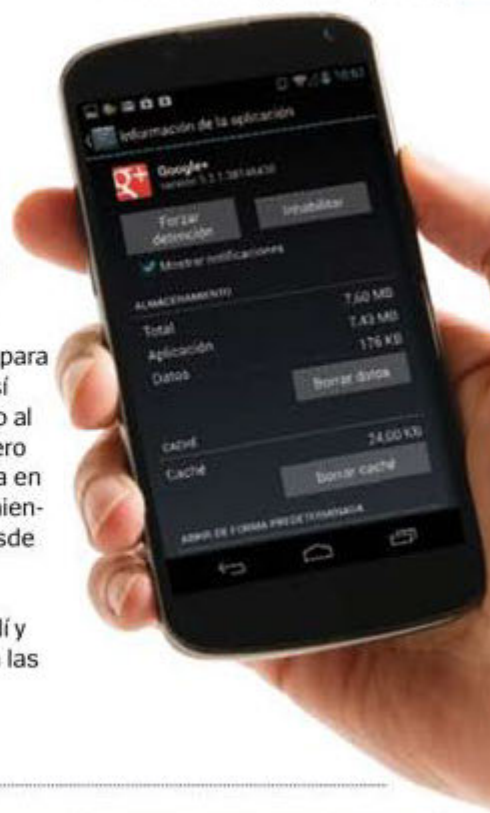 Información de la aplicación
Google+
Forzar
detención
Inhabilitar
Mostrar notificaciones
ALMACENAMIENTO
Total 7,60 MB
Aplicación 7,43 MB
Datos 176 KB
Borrar datos
CACHÉ
Caché 24,00 KB
Borrar caché
ABRIR DE FORMA PREDETERMINADA
para
sí
o al
ero
a en
mien-
sde
lí y
las